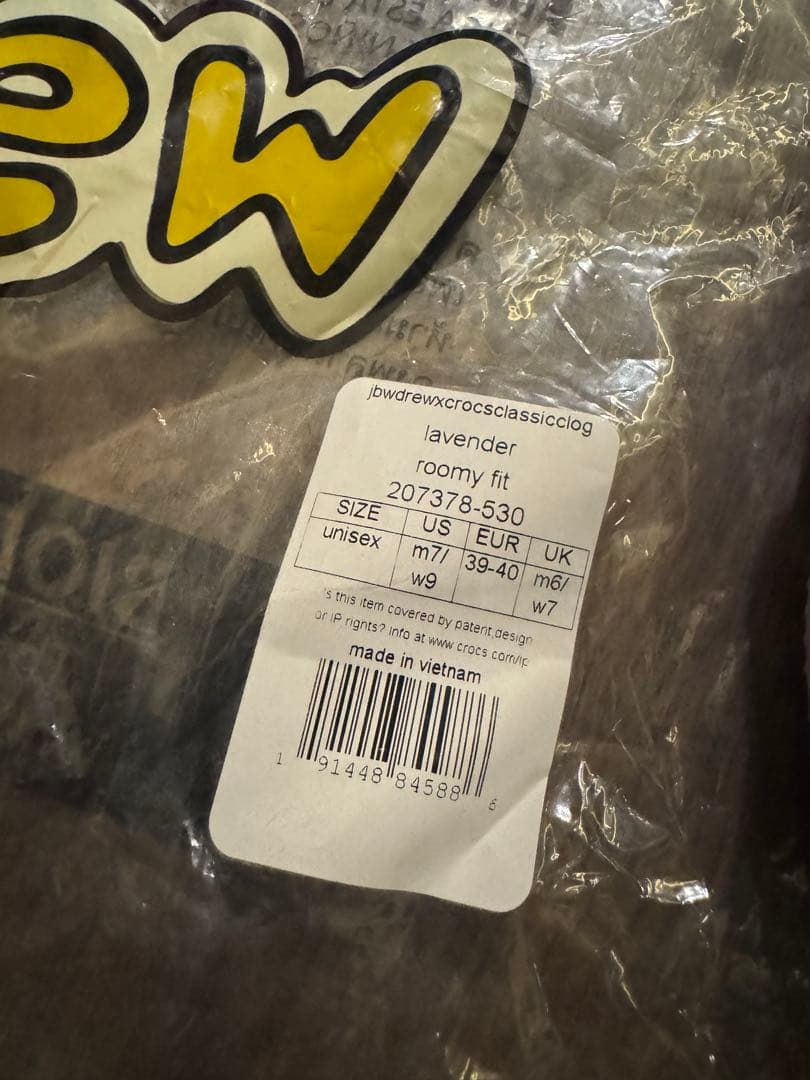 ew
jbwdrewxcrocsclassicclog
lavender
roomy fit
207378-530
SIZE US EUR UK
unisex m7/ 39-40 m6/
w9 w7
's this item covered by patent,design
or IP rights? Info at www crocs com/ip
made in vietnam
1 91448 84588 6